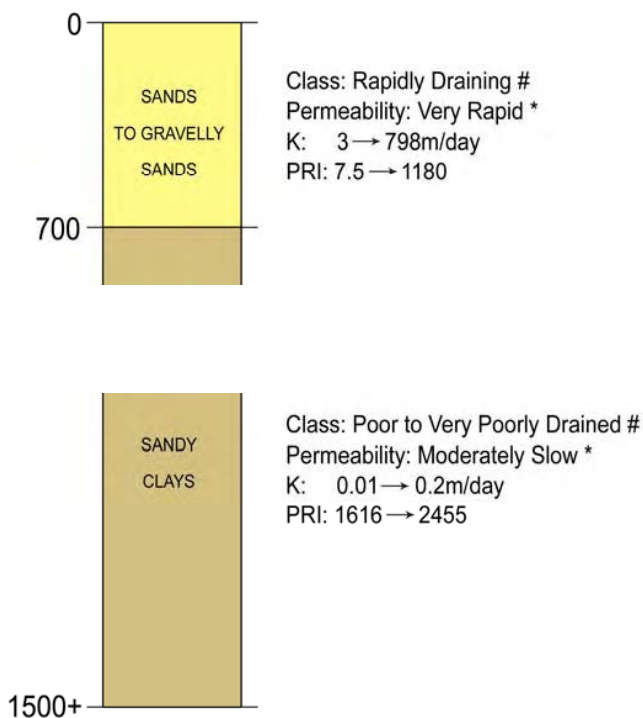 0
SANDS
TO GRAVELLY
SANDS
Class: Rapidly Draining #
Permeability: Very Rapid *
K: 3 → 798m/day
PRI: 7.5 → 1180
700
SANDY
CLAYS
Class: Poor to Very Poorly Drained #
Permeability: Moderately Slow *
K: 0.01 → 0.2m/day
PRI: 1616 → 2455
1500+